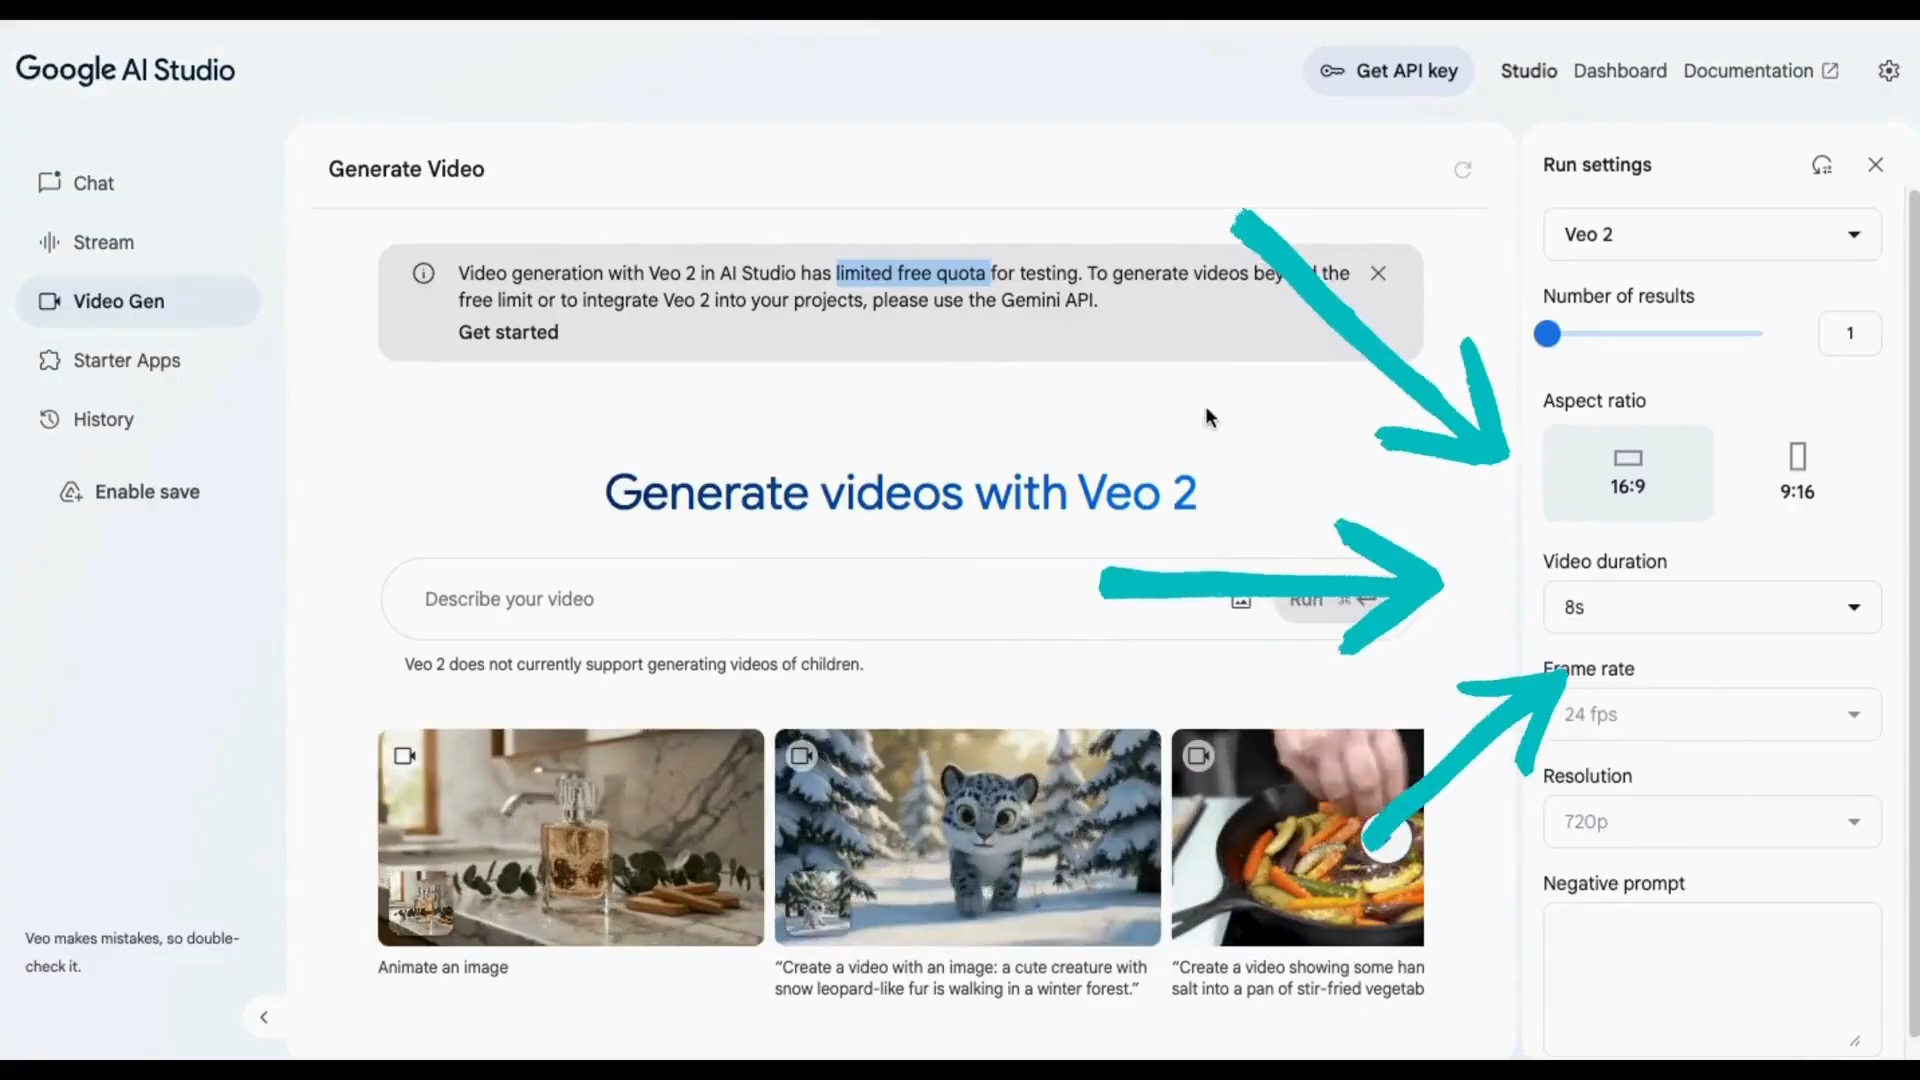 Google AI Studio
Get API key
Studio
Dashboard
Documentation
Chat
Stream
Video Gen
Starter Apps
History
Enable save
Veo makes mistakes, so double-
check it.
Generate Video
Video generation with Veo 2 in AI Studio has limited free quota for testing. To generate videos the
free limit or to integrate Veo 2 into your projects, please use the Gemini API.
Get started
Generate videos with Veo 2
Describe your video
Run
Veo 2 does not currently support generating videos of children.
Animate an image
“Create a video with an image: a cute creature with
snow leopard-like fur is walking in a winter forest.”
“Create a video showing some han
salt into a pan of stir-fried vegetab
Run settings
Veo 2
Number of results
1
Aspect ratio
16:9
9:16
Video duration
8s
Frame rate
24 fps
Resolution
720p
Negative prompt